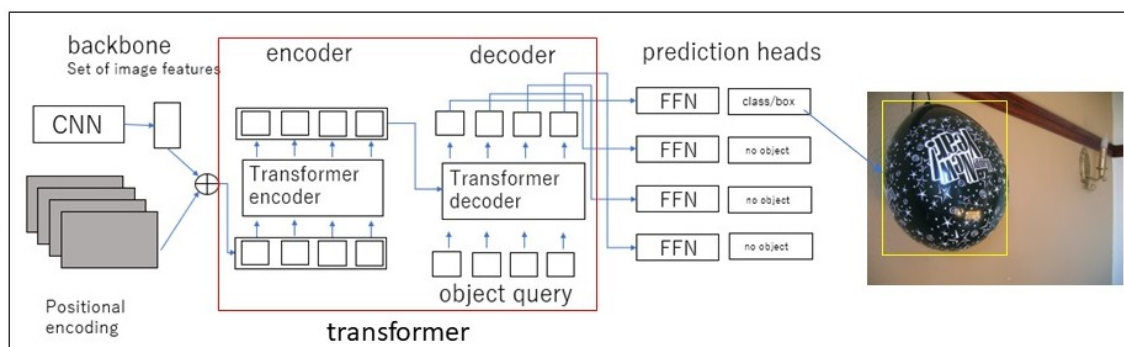 backbone
Set of image features
CNN
Positional
encoding
encoder
Transformer
encoder
decoder
Transformer
decoder
object query
transformer
prediction heads
FFN
class/box
FFN
no object
FFN
no object
FFN
no object